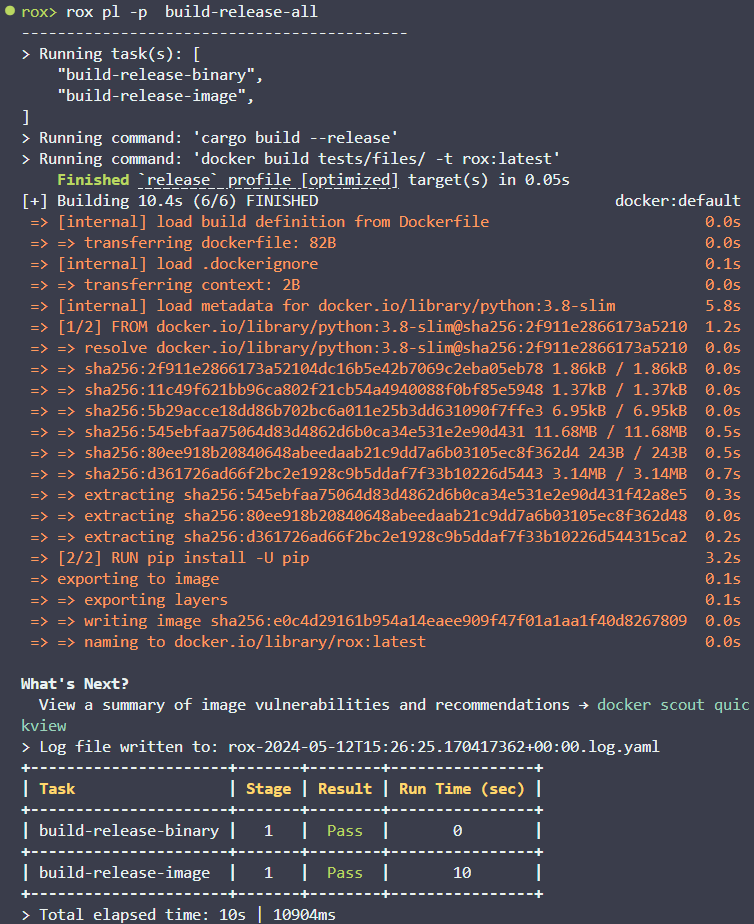 rox> rox pl -p  build-release-all
-------------------------------------------
> Running task(s): [
    "build-release-binary",
    "build-release-image",
]
> Running command: 'cargo build --release'
> Running command: 'docker build tests/files/ -t rox:latest'
    Finished `release` profile [optimized] target(s) in 0.05s
[+] Building 10.4s (6/6) FINISHED                                 docker:default
 => [internal] load build definition from Dockerfile                        0.0s
 => => transferring dockerfile: 82B                                         0.0s
 => [internal] load .dockerignore                                           0.1s
 => => transferring context: 2B                                             0.0s
 => [internal] load metadata for docker.io/library/python:3.8-slim          5.8s
 => [1/2] FROM docker.io/library/python:3.8-slim@sha256:2f911e2866173a5210  1.2s
 => => resolve docker.io/library/python:3.8-slim@sha256:2f911e2866173a5210  0.0s
 => => sha256:2f911e2866173a52104dc16b5e42b7069c2eba05eb78 1.86kB / 1.86kB  0.0s
 => => sha256:11c49f621bb96ca802f21cb54a4940088f0bf85e5948 1.37kB / 1.37kB  0.0s
 => => sha256:5b29acce18dd86b702bc6a011e25b3dd631090f7ffe3 6.95kB / 6.95kB  0.0s
 => => sha256:545ebfaa75064d83d4862d6b0ca34e531e2e90d431 11.68MB / 11.68MB  0.5s
 => => sha256:80ee918b20840648abeedaab21c9dd7a6b03105ec8f362d4 243B / 243B  0.5s
 => => sha256:d361726ad66f2bc2e1928c9b5ddaf7f33b10226d5443 3.14MB / 3.14MB  0.7s
 => => extracting sha256:545ebfaa75064d83d4862d6b0ca34e531e2e90d431f42a8e5  0.3s
 => => extracting sha256:80ee918b20840648abeedaab21c9dd7a6b03105ec8f362d48  0.0s
 => => extracting sha256:d361726ad66f2bc2e1928c9b5ddaf7f33b10226d544315ca2  0.2s
 => [2/2] RUN pip install -U pip                                            3.2s
 => exporting to image                                                      0.1s
 => => exporting layers                                                     0.1s
 => => writing image sha256:e0c4d29161b954a14eaee909f47f01a1aa1f40d8267809  0.0s
 => => naming to docker.io/library/rox:latest                               0.0s
What's Next?
  View a summary of image vulnerabilities and recommendations → docker scout quic
kview
> Log file written to: rox-2024-05-12T15:26:25.170417362+00:00.log.yaml
+----------------------+-------+--------+----------------+
| Task                 | Stage | Result | Run Time (sec) |
+----------------------+-------+--------+----------------+
| build-release-binary |   1   |  Pass  |       0        |
+----------------------+-------+--------+----------------+
| build-release-image  |   1   |  Pass  |       10       |
+----------------------+-------+--------+----------------+
> Total elapsed time: 10s | 10904ms